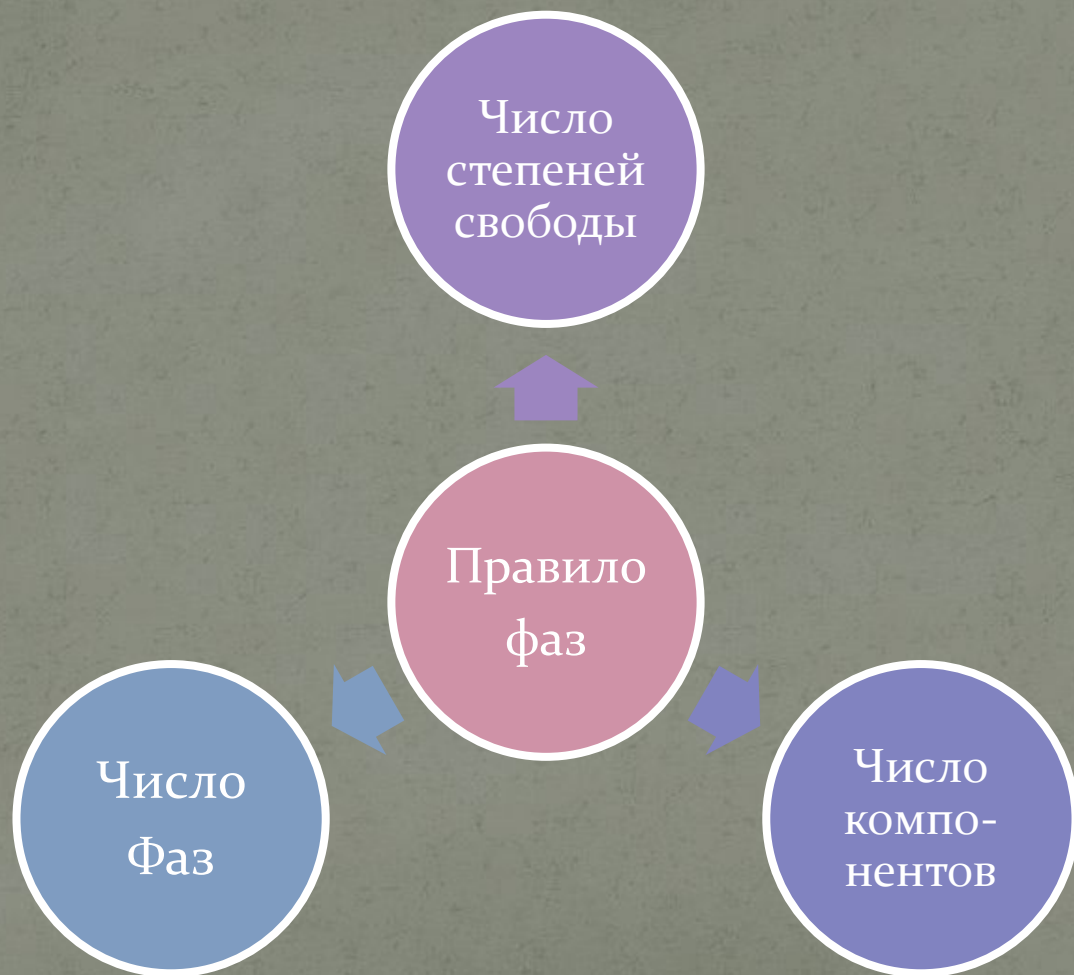 Число
степеней
свободы
Правило
фаз
Число
Фаз
Число
компо-
нентов